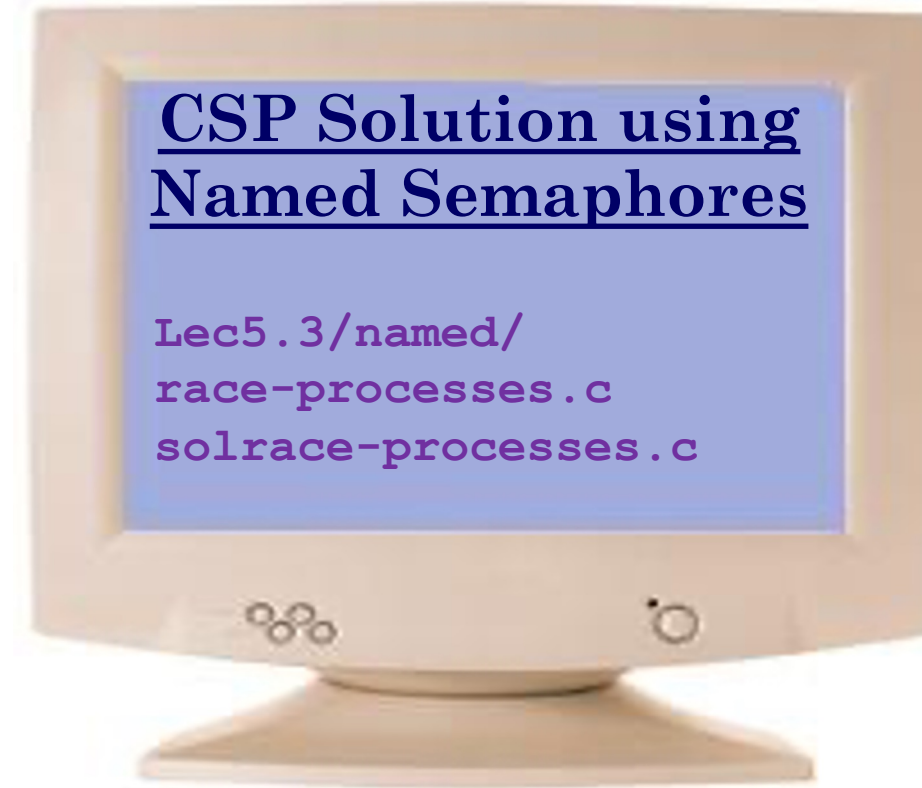 CSP Solution using
Named Semaphores
Lec5.3/named/
race-processes.c
solrace-processes.c